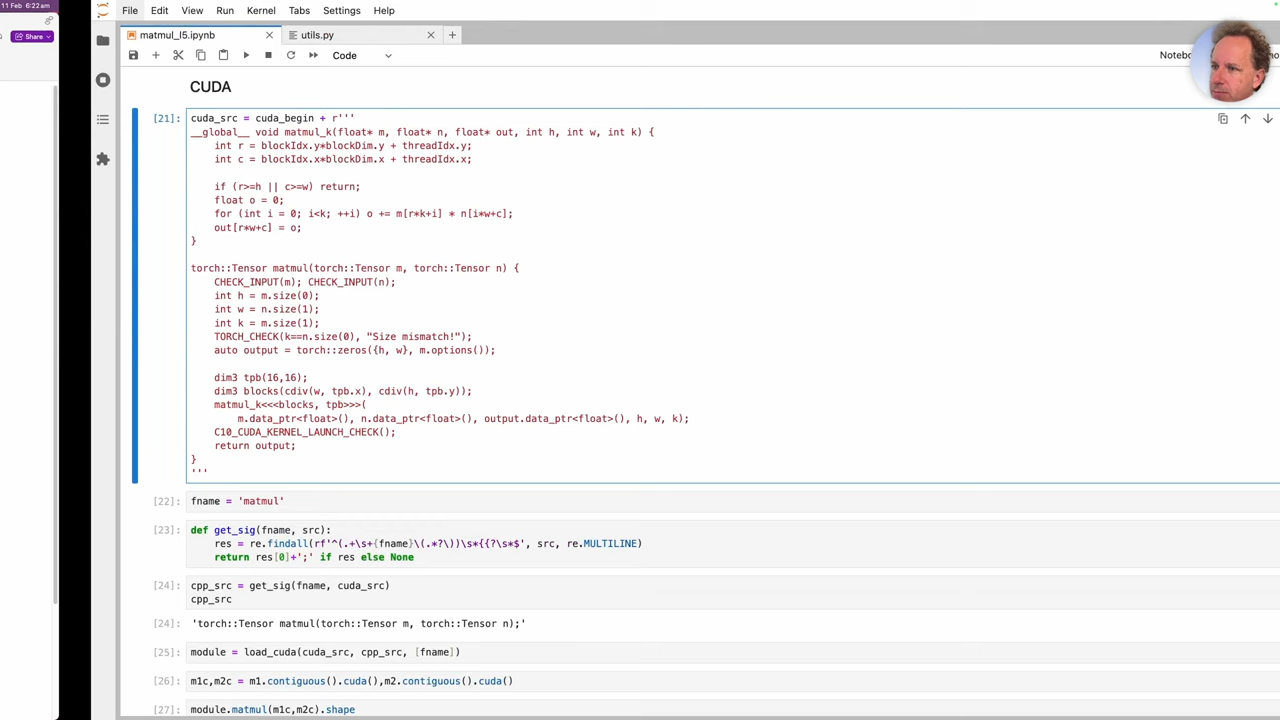 11 Feb 6:22am
Share
File Edit View Run Kernel Tabs Settings Help
matmul_l5.ipynb
utils.py
Code
CUDA
[21]:
cuda_src = cuda_begin + r'''
__global__ void matmul_k(float* m, float* n, float* out, int h, int w, int k) {
    int r = blockIdx.y*blockDim.y + threadIdx.y;
    int c = blockIdx.x*blockDim.x + threadIdx.x;
    if (r>=h || c>=w) return;
    float o = 0;
    for (int i = 0; i<k; ++i) o += m[r*k+i] * n[i*w+c];
    out[r*w+c] = o;
}
torch::Tensor matmul(torch::Tensor m, torch::Tensor n) {
    CHECK_INPUT(m); CHECK_INPUT(n);
    int h = m.size(0);
    int w = n.size(1);
    int k = m.size(1);
    TORCH_CHECK(k==n.size(0), "Size mismatch!");
    auto output = torch::zeros({h, w}, m.options());
    dim3 tpb(16,16);
    dim3 blocks(cdiv(w, tpb.x), cdiv(h, tpb.y));
    matmul_k<<<blocks, tpb>>>(
        m.data_ptr<float>(), n.data_ptr<float>(), output.data_ptr<float>(), h, w, k);
    C10_CUDA_KERNEL_LAUNCH_CHECK();
    return output;
}
'''
[22]: fname = 'matmul'
[23]: def get_sig(fname, src):
    res = re.findall(rf'^(.+\s+{fname}\(.*?\))\s*{{?\s*$', src, re.MULTILINE)
    return res[0]+';' if res else None
[24]: cpp_src = get_sig(fname, cuda_src)
cpp_src
[24]: 'torch::Tensor matmul(torch::Tensor m, torch::Tensor n);'
[25]: module = load_cuda(cuda_src, cpp_src, [fname])
[26]: m1c,m2c = m1.contiguous().cuda(),m2.contiguous().cuda()
[27]: module.matmul(m1c,m2c).shape